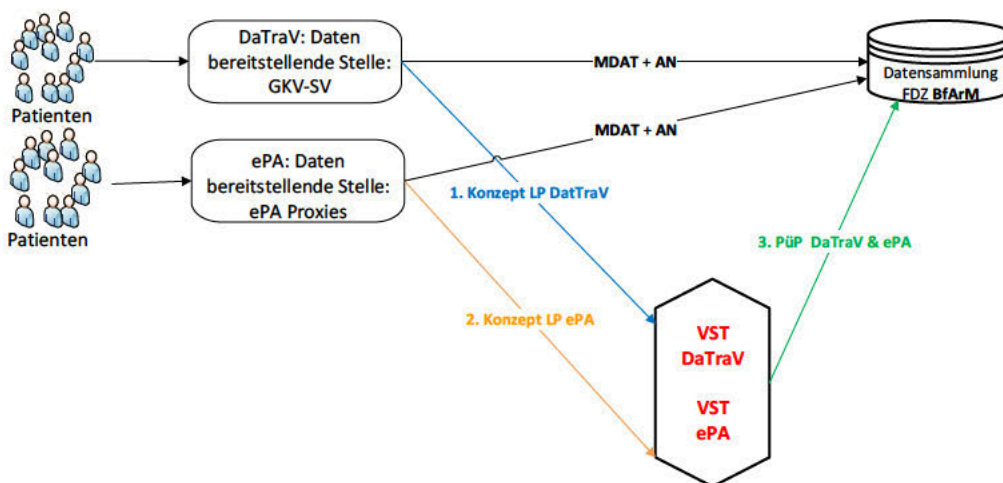 DaTraV: Daten
bereitstellende Stelle:
GKV-SV
MDAT + AN
Datensammlung
FDZ BfArM
Patienten
MDAT + AN
ePA: Daten
bereitstellende Stelle:
ePA Proxies
1. Konzept LP DatTraV
Patienten
3. PüP DaTraV & ePA
2. Konzept LP ePA
VST
DaTraV
VST
ePA